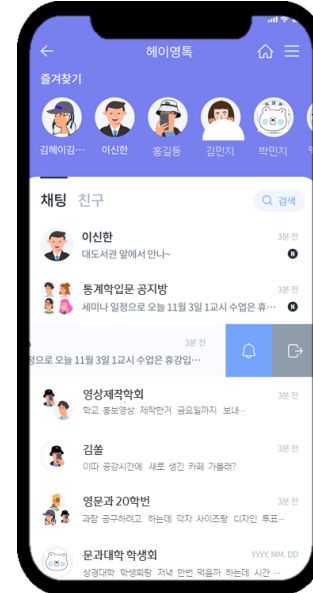 헤이영톡
즐겨찾기
김헤이김… 이신한 홍길동 김민지 박민지
채팅 친구 검색
이신한 3분 전
대도서관 앞에서 만나~ N
통계학입문 공지방 3분 전
세미나 일정으로 오늘 11월 3일 1교시 수업은 휴… N
3분 전
정으로 오늘 11월 3일 1교시 수업은 휴강입…
영상제작학회 3분 전
학교 홍보영상 제작한거 금요일까지 보내…
김쏠 3분 전
이따 공강시간에 새로 생긴 카페 가볼래?
영문과 20학번 3분 전
과잠 공구하려고 하는데 각자 사이즈랑 디자인 투표…
문과대학 학생회 YYYY. MM. DD
상경대학 학생회랑 저녁 한번 먹을까 하는데 시간 …